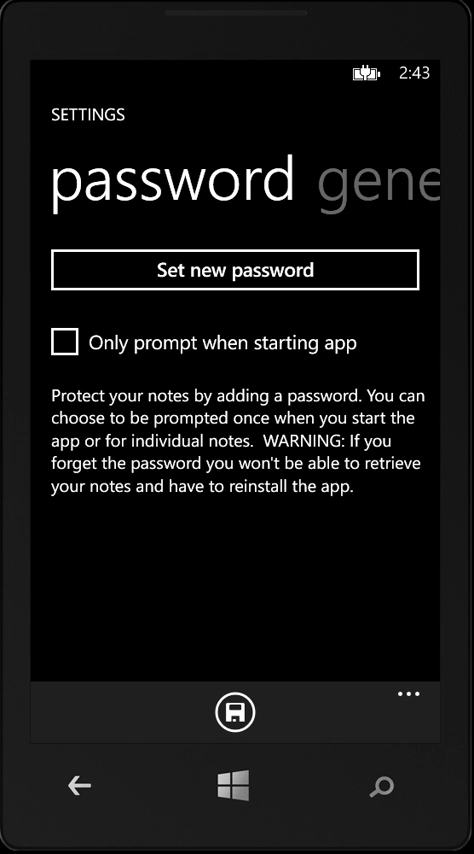 2:43
SETTINGS
password gene
Set new password
Only prompt when starting app
Protect your notes by adding a password. You can
choose to be prompted once when you start the
app or for individual notes.  WARNING: If you
forget the password you won't be able to retrieve
your notes and have to reinstall the app.